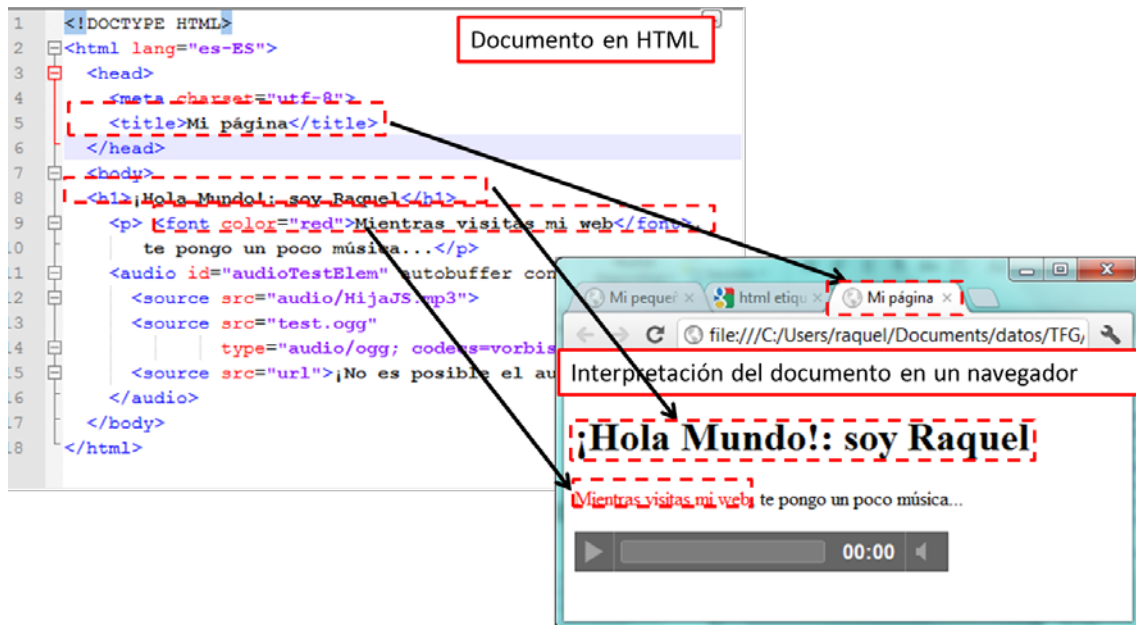 1 <!DOCTYPE HTML>
2 <html lang="es-ES">
3 <head>
4 <meta charset="utf-8">
5 <title>Mi página</title>
6 </head>
7 <body>
8 <h1>¡Hola Mundo!: soy Raquel</h1>
9 <p> <font color="red">Mientras visitas mi web</font>,
10 te pongo un poco música...</p>
11 <audio id="audioTestElem" autobuffer con
12 <source src="audio/HijaJS.mp3">
13 <source src="test.ogg"
14 type="audio/ogg; codecs=vorbis
15 <source src="url">¡No es posible el au
16 </audio>
17 </body>
18 </html>
Documento en HTML
Mi pequeñ
html etiqu
Mi página
file:///C:/Users/raquel/Documents/datos/TFG/
Interpretación del documento en un navegador
¡Hola Mundo!: soy Raquel
Mientras visitas mi web, te pongo un poco música...
00:00